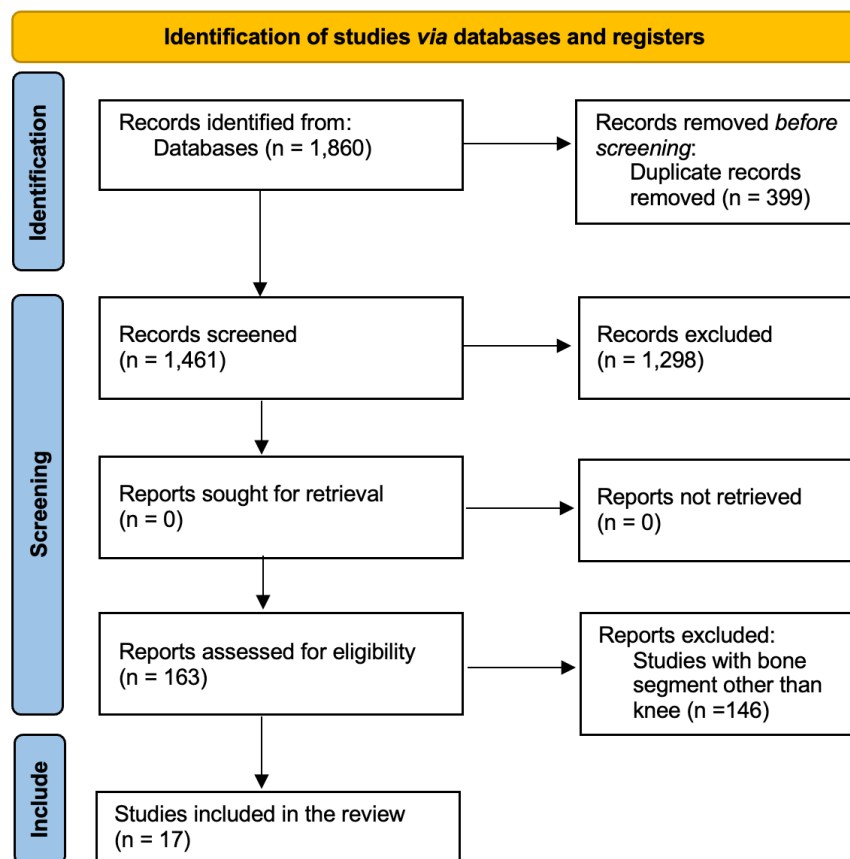 Identification of studies via databases and registers
Identification
Records identified from:
Databases (n = 1,860)
Records removed before
screening:
Duplicate records
removed (n = 399)
Screening
Records screened
(n = 1,461)
Records excluded
(n = 1,298)
Reports sought for retrieval
(n = 0)
Reports not retrieved
(n = 0)
Reports assessed for eligibility
(n = 163)
Reports excluded:
Studies with bone
segment other than
knee (n =146)
Include
Studies included in the review
(n = 17)